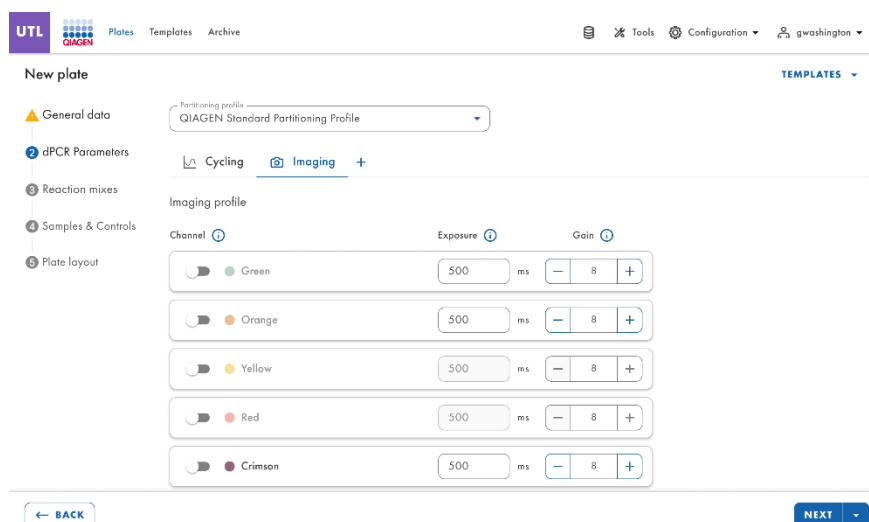 UTL QIAGEN Plates Templates Archive Tools Configuration gwashington
New plate TEMPLATES
General data
2 dPCR Parameters
3 Reaction mixes
4 Samples & Controls
5 Plate layout
Partitioning profile
QIAGEN Standard Partitioning Profile
Cycling Imaging +
Imaging profile
Channel Exposure Gain
Green 500 ms − 8 +
Orange 500 ms − 8 +
Yellow 500 ms − 8 +
Red 500 ms − 8 +
Crimson 500 ms − 8 +
← BACK NEXT